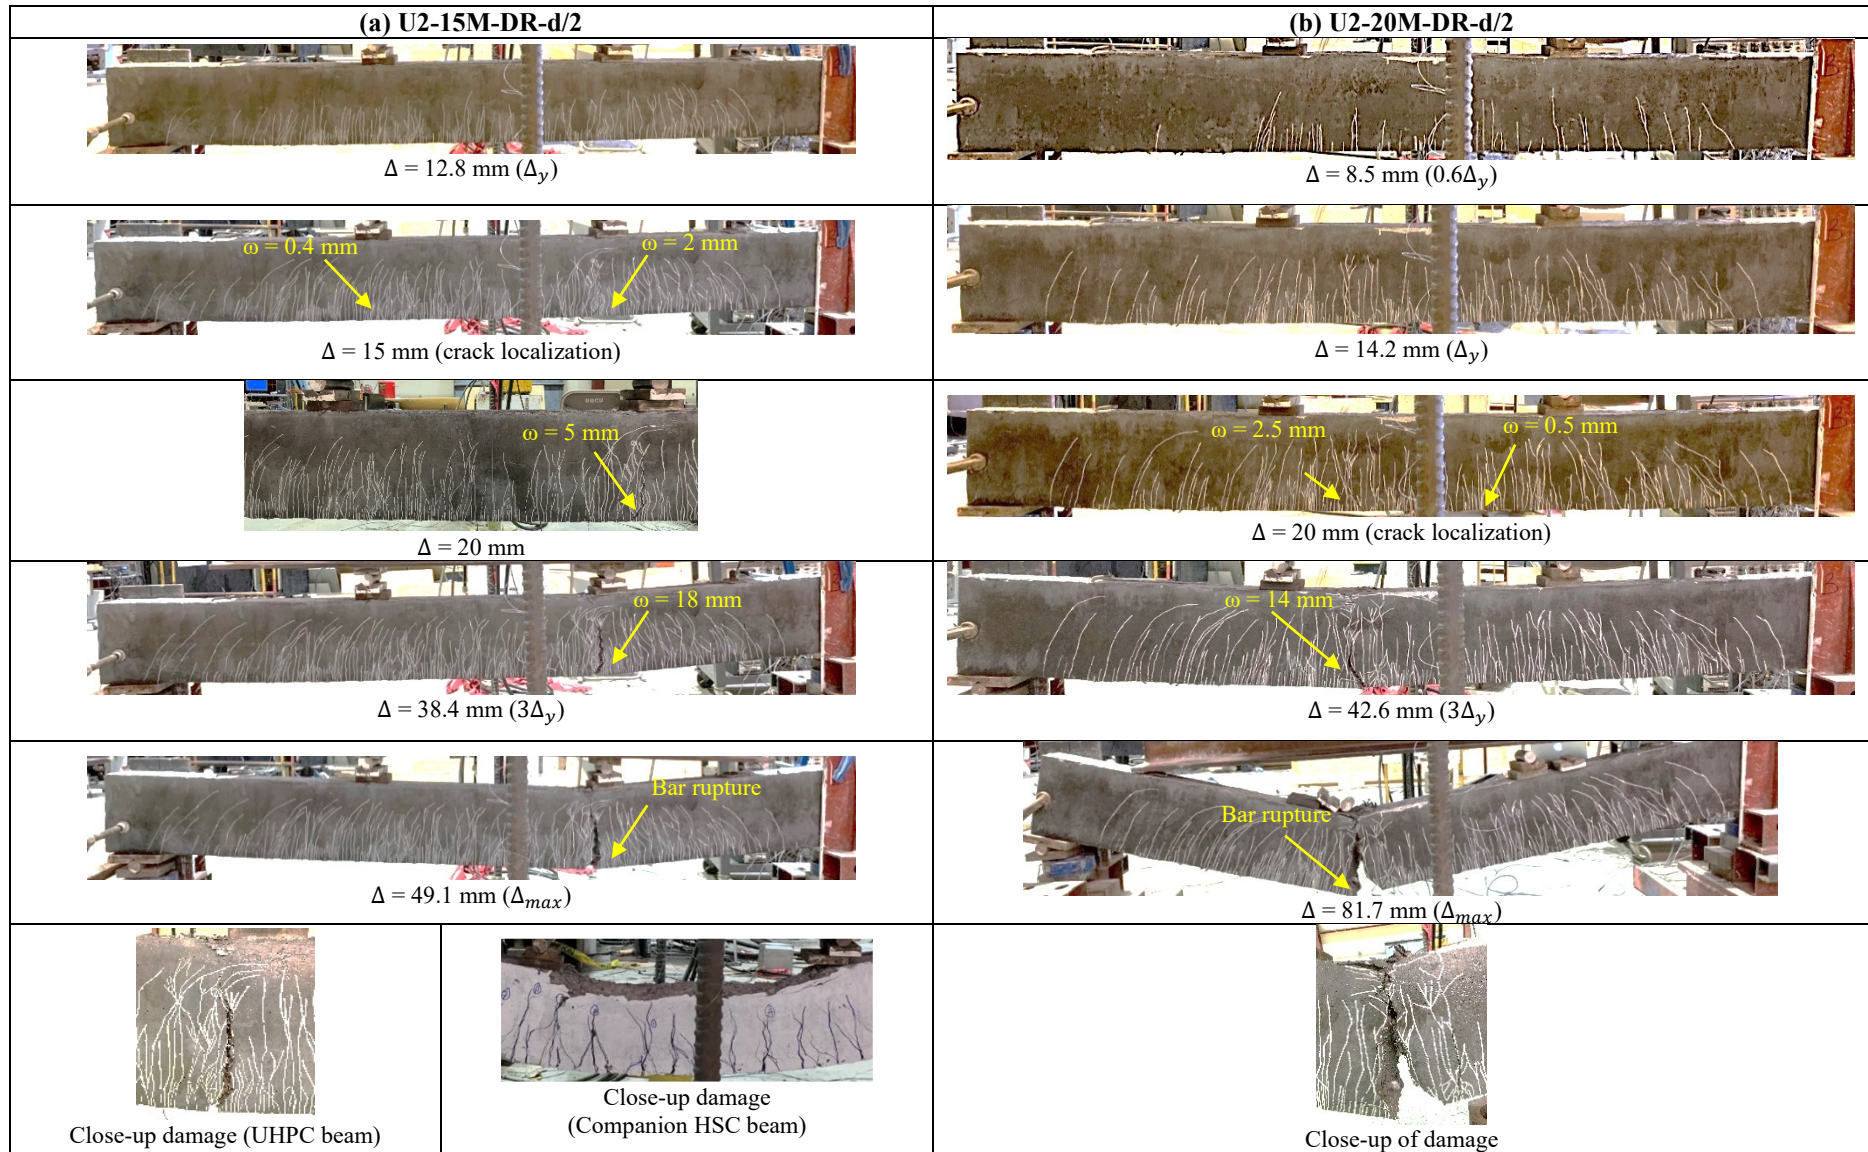 (a) U2-15M-DR-d/2
(b) U2-20M-DR-d/2
Δ = 12.8 mm (Δy)
Δ = 8.5 mm (0.6Δy)
ω = 0.4 mm
ω = 2 mm
Δ = 15 mm (crack localization)
Δ = 14.2 mm (Δy)
ω = 5 mm
Δ = 20 mm
ω = 2.5 mm
ω = 0.5 mm
Δ = 20 mm (crack localization)
ω = 18 mm
Δ = 38.4 mm (3Δy)
ω = 14 mm
Δ = 42.6 mm (3Δy)
Bar rupture
Δ = 49.1 mm (Δmax)
Bar rupture
Δ = 81.7 mm (Δmax)
Close-up damage (UHPC beam)
Close-up damage
(Companion HSC beam)
Close-up of damage